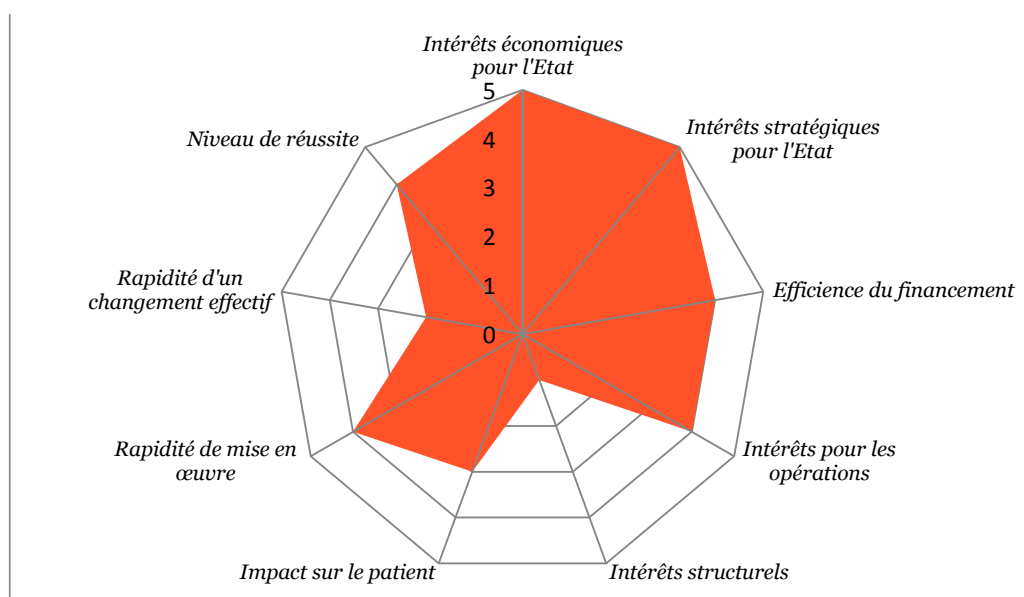 Intérêts économiques
pour l'Etat
Intérêts stratégiques
pour l'Etat
Efficience du financement
Intérêts pour les
opérations
Intérêts structurels
Impact sur le patient
Rapidité de mise en
œuvre
Rapidité d'un
changement effectif
Niveau de réussite
5
4
3
2
1
0